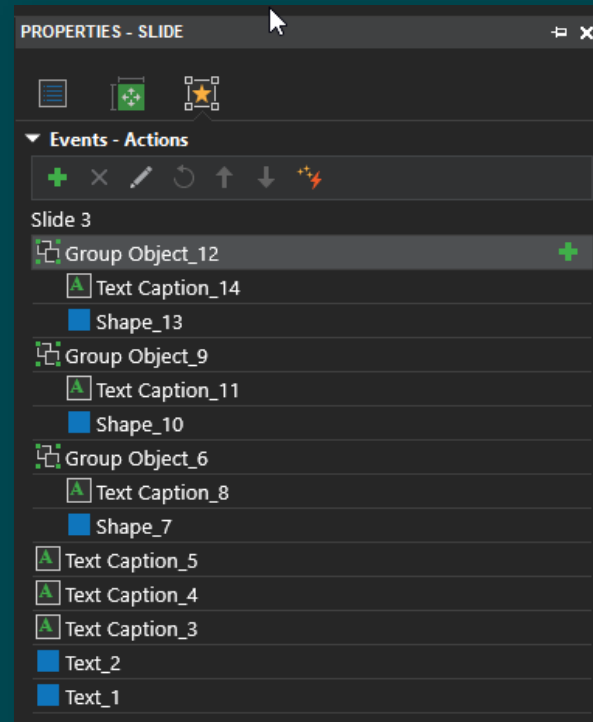 PROPERTIES - SLIDE
Events - Actions
Slide 3
Group Object_12
A Text Caption_14
Shape_13
Group Object_9
A Text Caption_11
Shape_10
Group Object_6
A Text Caption_8
Shape_7
A Text Caption_5
A Text Caption_4
A Text Caption_3
Text_2
Text_1